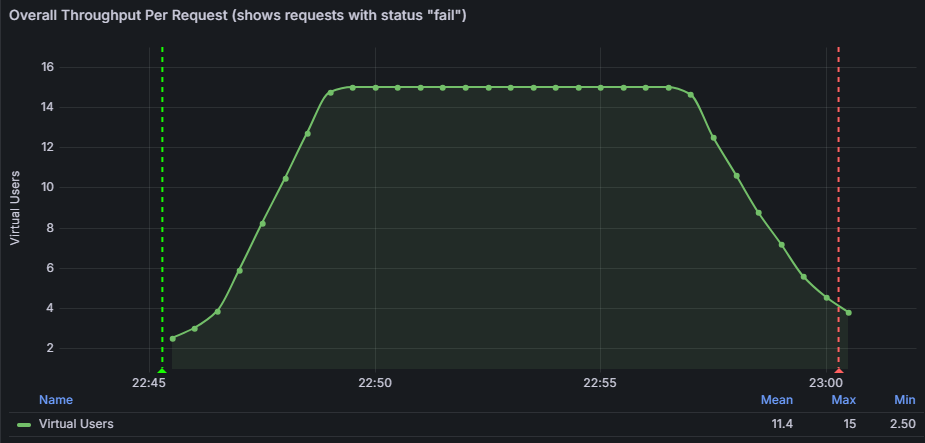 Overall Throughput Per Request (shows requests with status "fail")
Virtual Users
16
14
12
10
8
6
4
2
22:45 22:50 22:55 23:00
Name Mean Max Min
Virtual Users 11.4 15 2.50